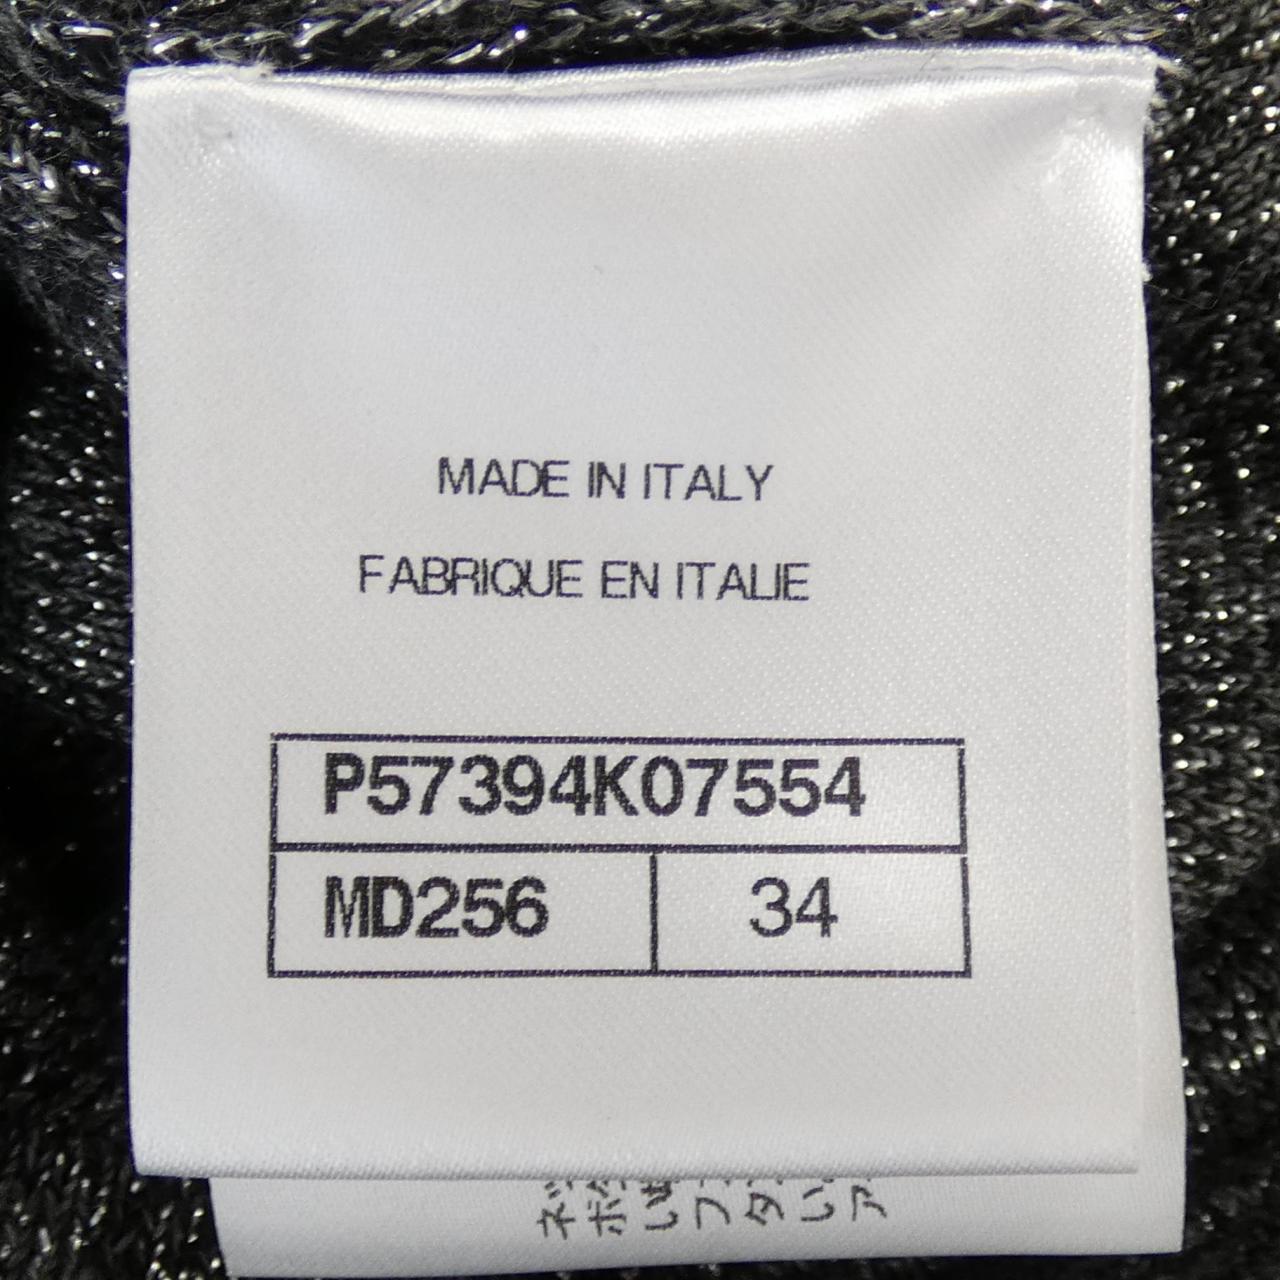 MADE IN ITALY
FABRIQUE EN ITALIE
P57394K07554
MD256 34